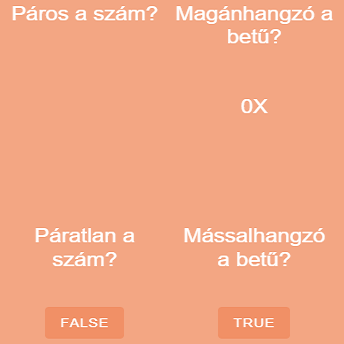 Páros a szám?
Magánhangzó a
betű?
0X
Páratlan a
szám?
Mássalhangzó
a betű?
FALSE
TRUE